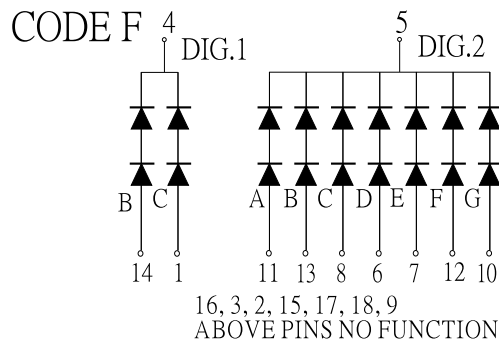 CODE F 4 5
DIG.1 DIG.2
B C A B C D E F G
14 1 11 13 8 6 7 12 10
16, 3, 2, 15, 17, 18, 9
ABOVE PINS NO FUNCTION